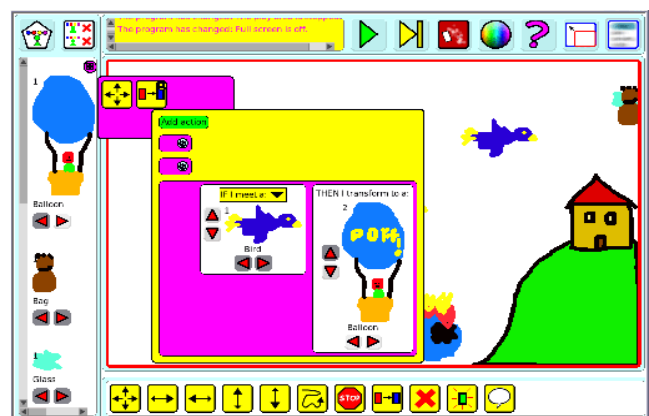 The program has changed: Full screen is off.
1
Balloon
Bag
1
Glass
Add action
IF I meet a:
1
Bird
THEN I transform to a:
2
POFF!
Balloon
STOP